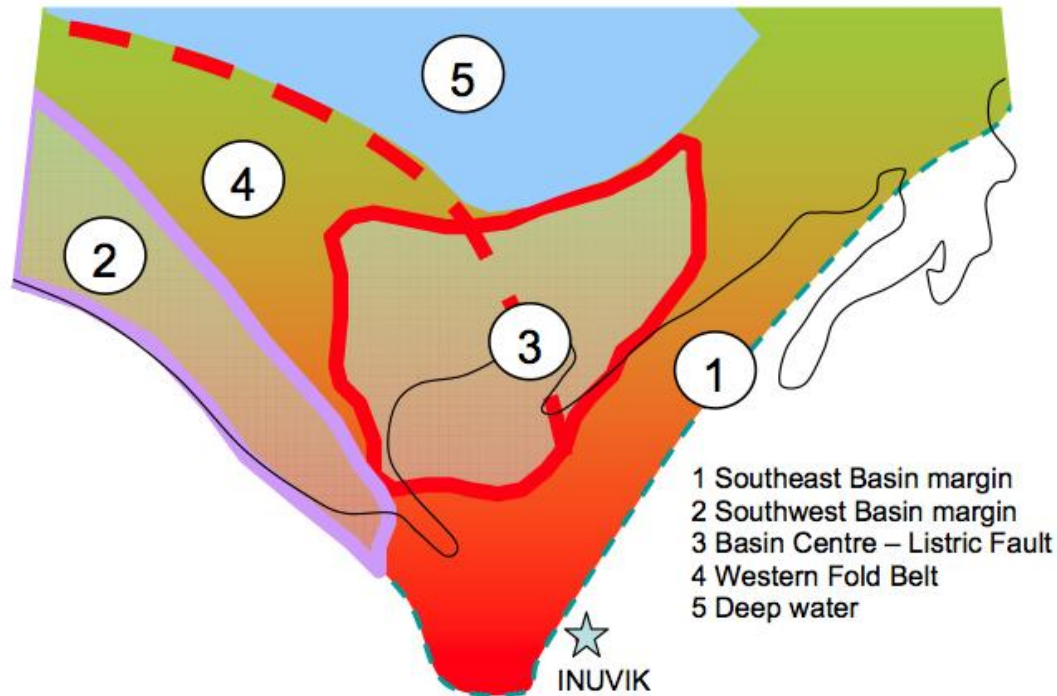 5
4
2
3
1
1 Southeast Basin margin
2 Southwest Basin margin
3 Basin Centre – Listric Fault
4 Western Fold Belt
5 Deep water
INUVIK